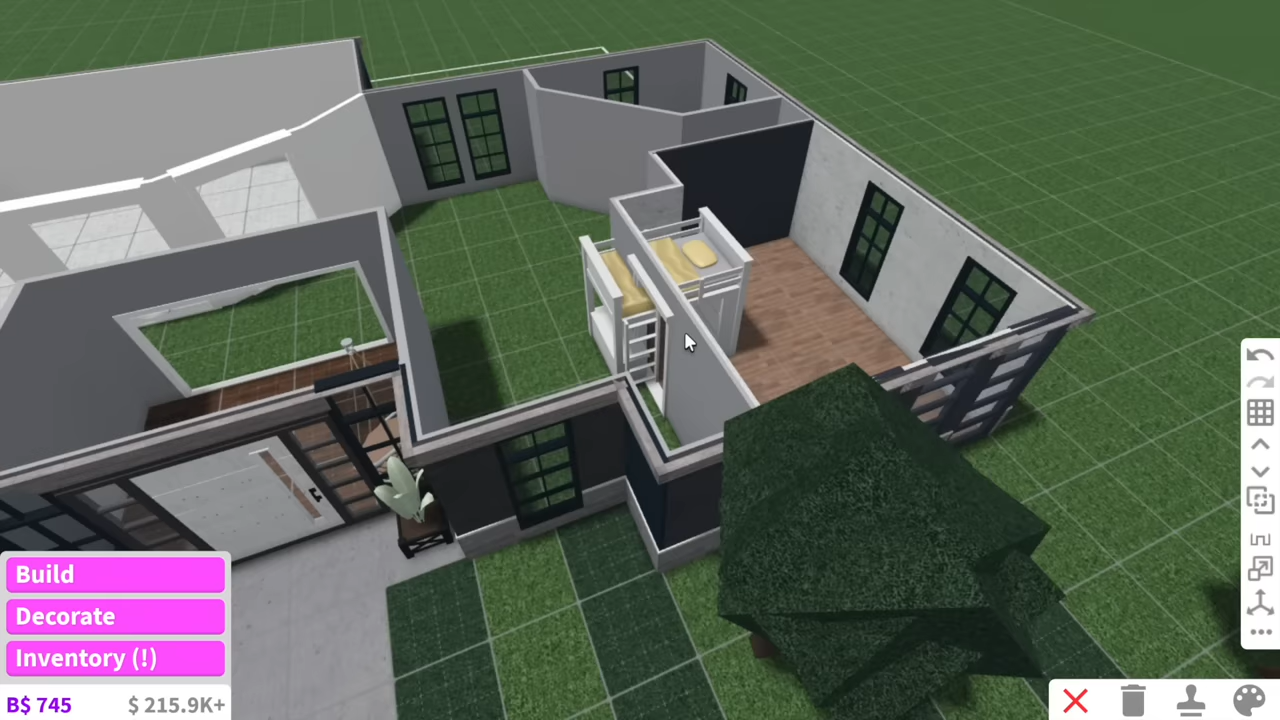 Build
Decorate
Inventory (!)
B$ 745 $ 215.9K+